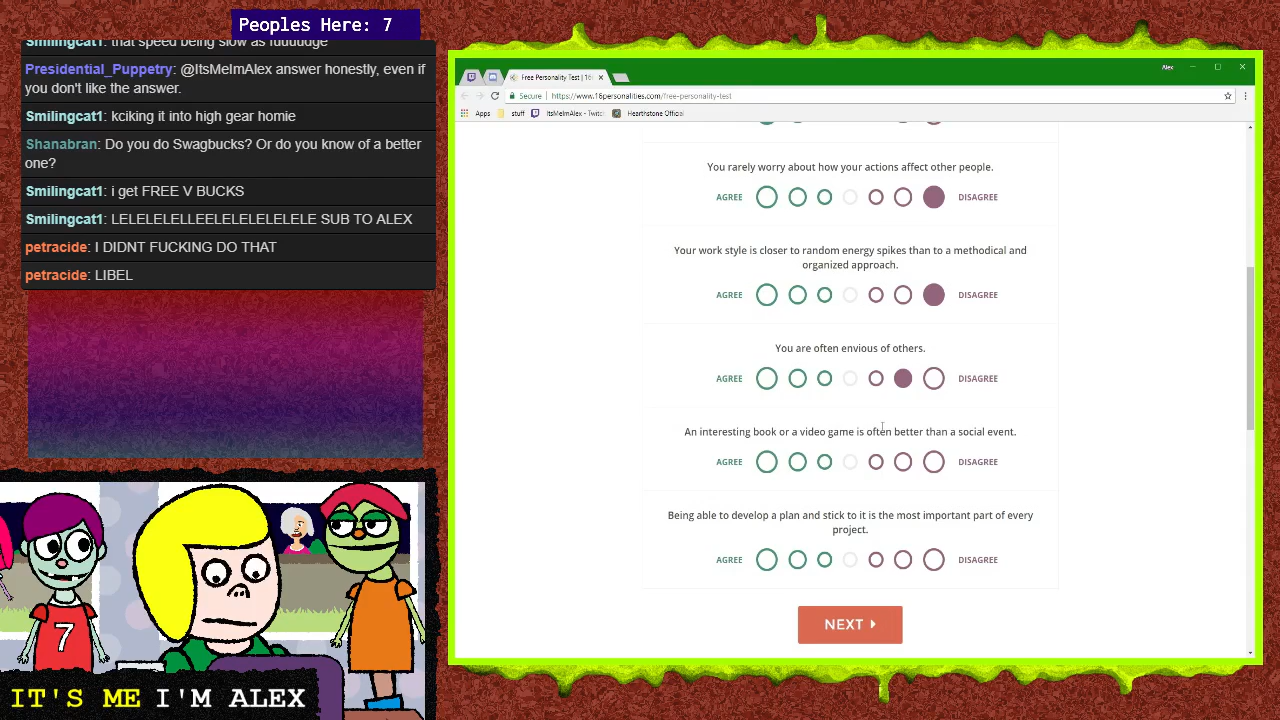 Peoples Here: 7
Smilingcat1: that speed being slow as fuuuudge
Presidential_Puppetry: @ItsMeImAlex answer honestly, even if
you don't like the answer.
Smilingcat1: kciking it into high gear homie
Shanabran: Do you do Swagbucks? Or do you know of a better
one?
Smilingcat1: i get FREE V BUCKS
Smilingcat1: LELELELELLEELELELELELELE SUB TO ALEX
petracide: I DIDNT FUCKING DO THAT
petracide: LIBEL
7
IT'S ME I'M ALEX
Free Personality Test | 16
Alex
Secure
https://www.16personalities.com/free-personality-test
Apps
stuff
ItsMeImAlex - Twitch
Hearthstone Official
You rarely worry about how your actions affect other people.
AGREE
DISAGREE
Your work style is closer to random energy spikes than to a methodical and
organized approach.
AGREE
DISAGREE
You are often envious of others.
AGREE
DISAGREE
An interesting book or a video game is often better than a social event.
AGREE
DISAGREE
Being able to develop a plan and stick to it is the most important part of every
project.
AGREE
DISAGREE
NEXT